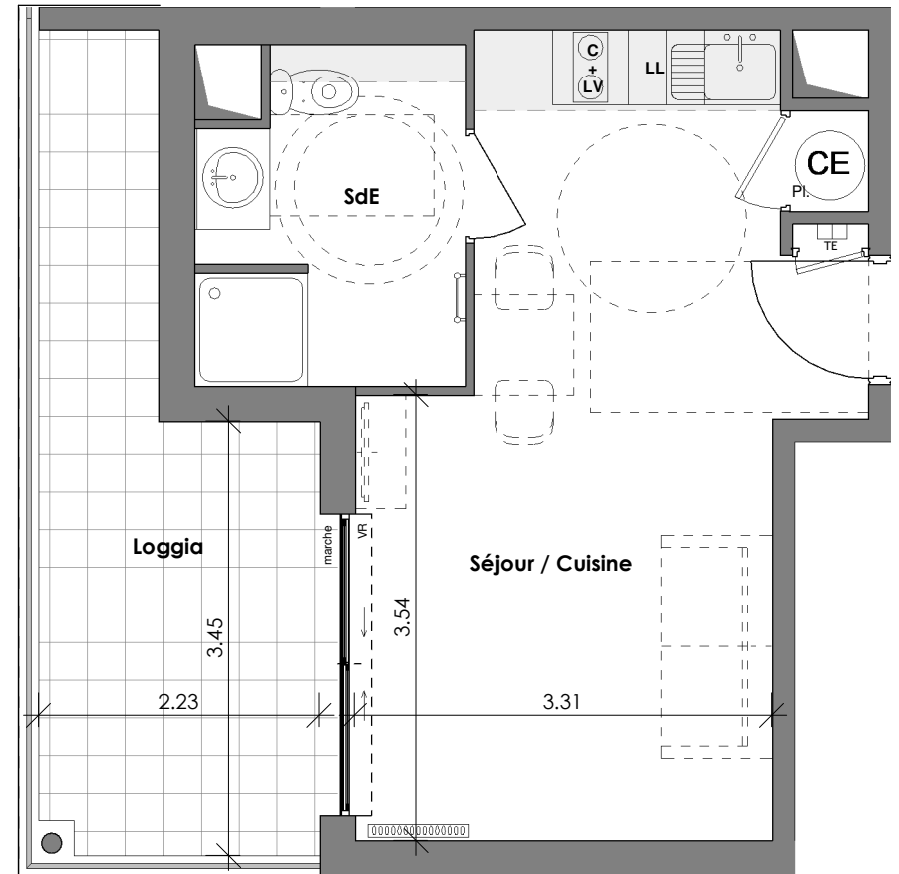 C
+
LV
LL
CE
Pl.
TE
SdE
Loggia
marche
VR
Séjour / Cuisine
3.45
3.54
2.23
3.31